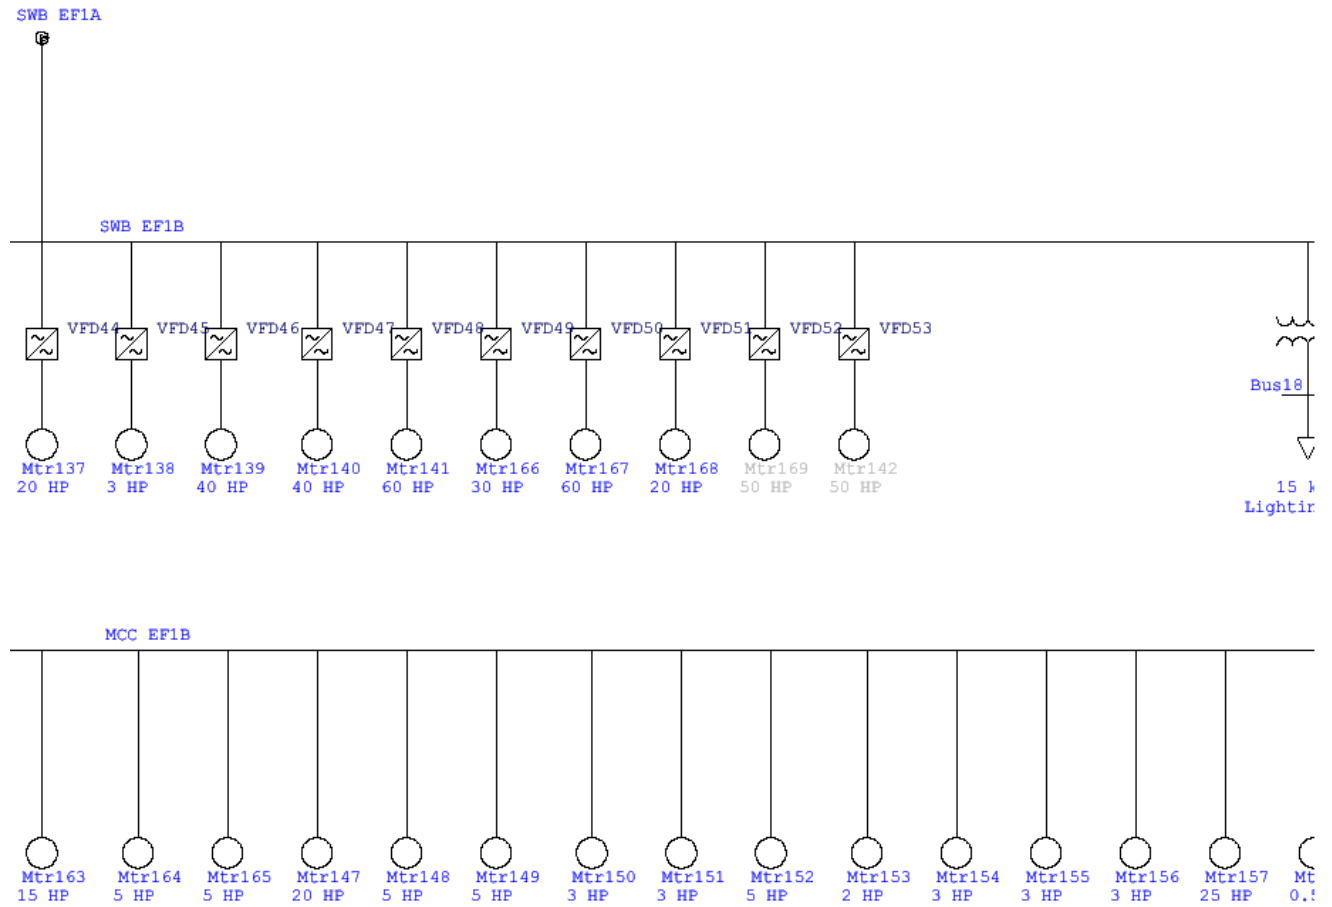 SWB EF1A
SWB EF1B
VFD44 VFD45 VFD46 VFD47 VFD48 VFD49 VFD50 VFD51 VFD52 VFD53
Bus18
Mtr137 Mtr138 Mtr139 Mtr140 Mtr141 Mtr166 Mtr167 Mtr168 Mtr169 Mtr142
20 HP 3 HP 40 HP 40 HP 60 HP 30 HP 60 HP 20 HP 50 HP 50 HP 15
MCC EF1B
Mtr163 Mtr164 Mtr165 Mtr147 Mtr148 Mtr149 Mtr150 Mtr151 Mtr152 Mtr153 Mtr154 Mtr155 Mtr156 Mtr157
15 HP 5 HP 5 HP 20 HP 5 HP 5 HP 3 HP 3 HP 5 HP 2 HP 3 HP 3 HP 3 HP 25 HP